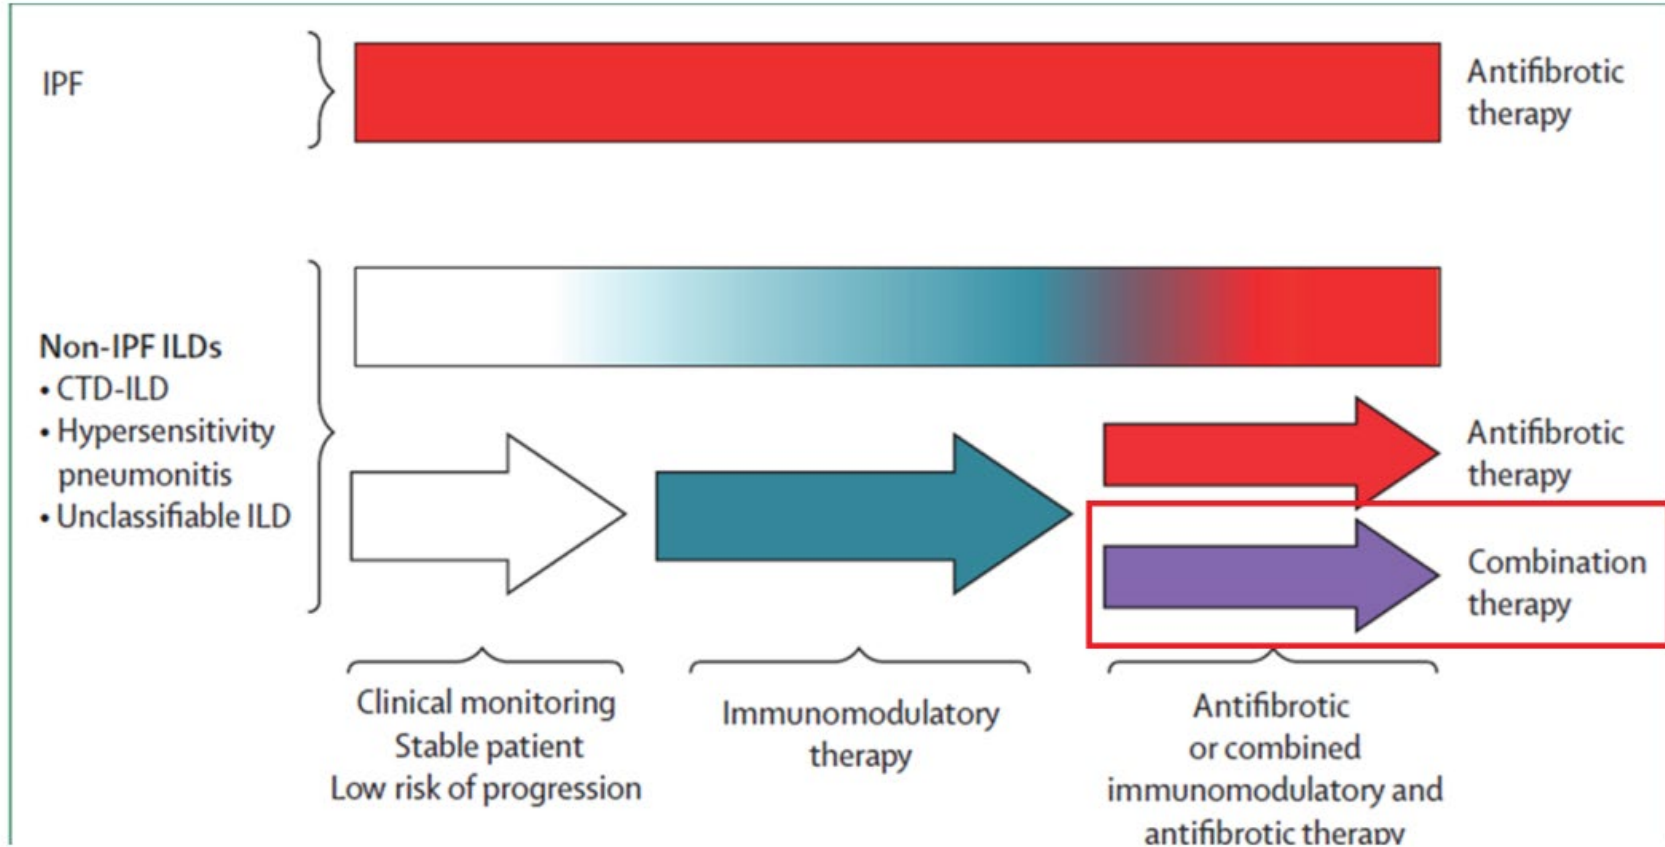 IPF
Antifibrotic
therapy
Non-IPF ILDs
• CTD-ILD
• Hypersensitivity
pneumonitis
• Unclassifiable ILD
Antifibrotic
therapy
Combination
therapy
Clinical monitoring
Stable patient
Low risk of progression
Immunomodulatory
therapy
Antifibrotic
or combined
immunomodulatory and
antifibrotic therapy